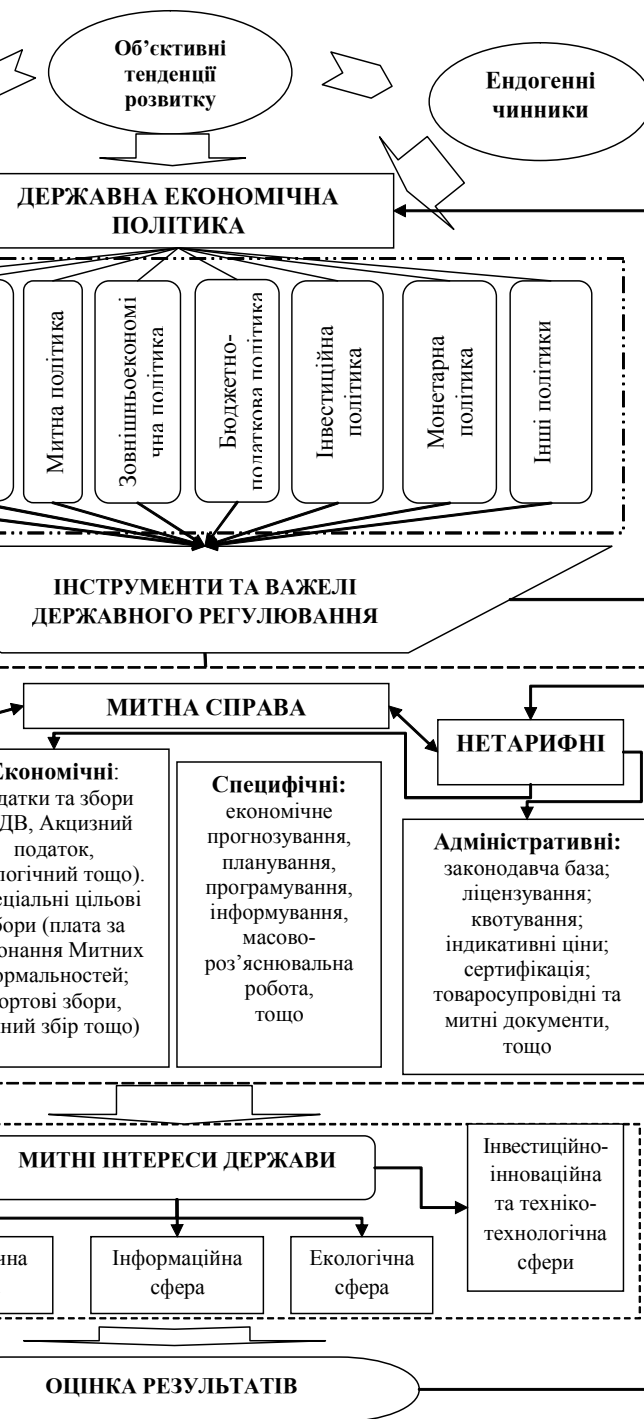 Об’єктивні
тенденції
розвитку
Ендогенні
чинники
ДЕРЖАВНА ЕКОНОМІЧНА
ПОЛІТИКА
Митна політика
Зовнішньоекономі
чна політика
Бюджетно-
податкова політика
Інвестиційна
політика
Монетарна
політика
Інші політики
ІНСТРУМЕНТИ ТА ВАЖЕЛІ
ДЕРЖАВНОГО РЕГУЛЮВАННЯ
МИТНА СПРАВА
НЕТАРИФНІ
Економічні:
датки та збори
ДВ, Акцизний
податок,
логічний тощо).
еціальні цільові
бори (плата за
онання Митних
ормальностей;
ортові збори,
ний збір тощо)
Специфічні:
економічне
прогнозування,
планування,
програмування,
інформування,
масово-
роз’яснювальна
робота,
тощо
Адміністративні:
законодавча база;
ліцензування;
квотування;
індикативні ціни;
сертифікація;
товаросупровідні та
митні документи,
тощо
МИТНІ ІНТЕРЕСИ ДЕРЖАВИ
Інвестиційно-
інноваційна
та техніко-
технологічна
сфери
чна
Інформаційна
сфера
Екологічна
сфера
ОЦІНКА РЕЗУЛЬТАТІВ